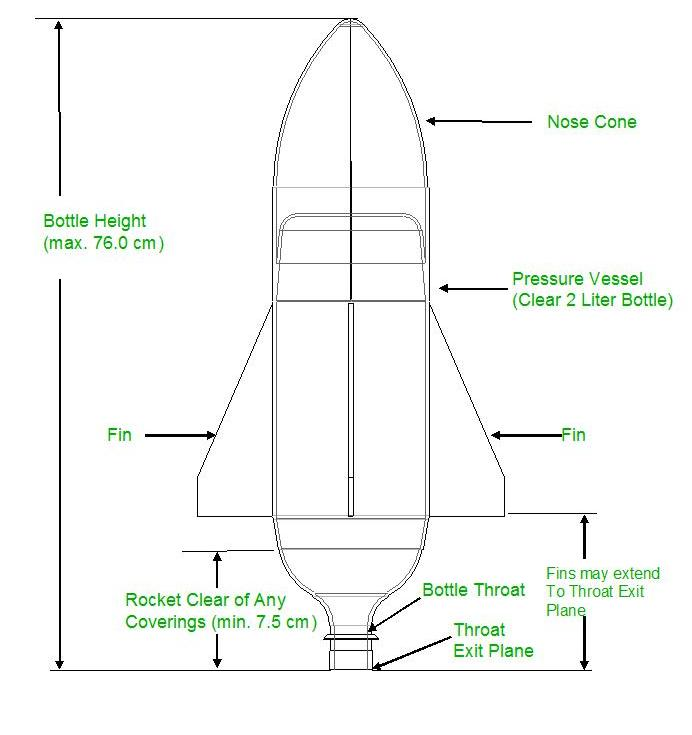 Nose Cone
Bottle Height
(max. 76.0 cm)
Pressure Vessel
(Clear 2 Liter Bottle)
Fin
Fin
Fins may extend
To Throat Exit
Plane
Bottle Throat
Rocket Clear of Any
Coverings (min. 7.5 cm)
Throat
Exit Plane